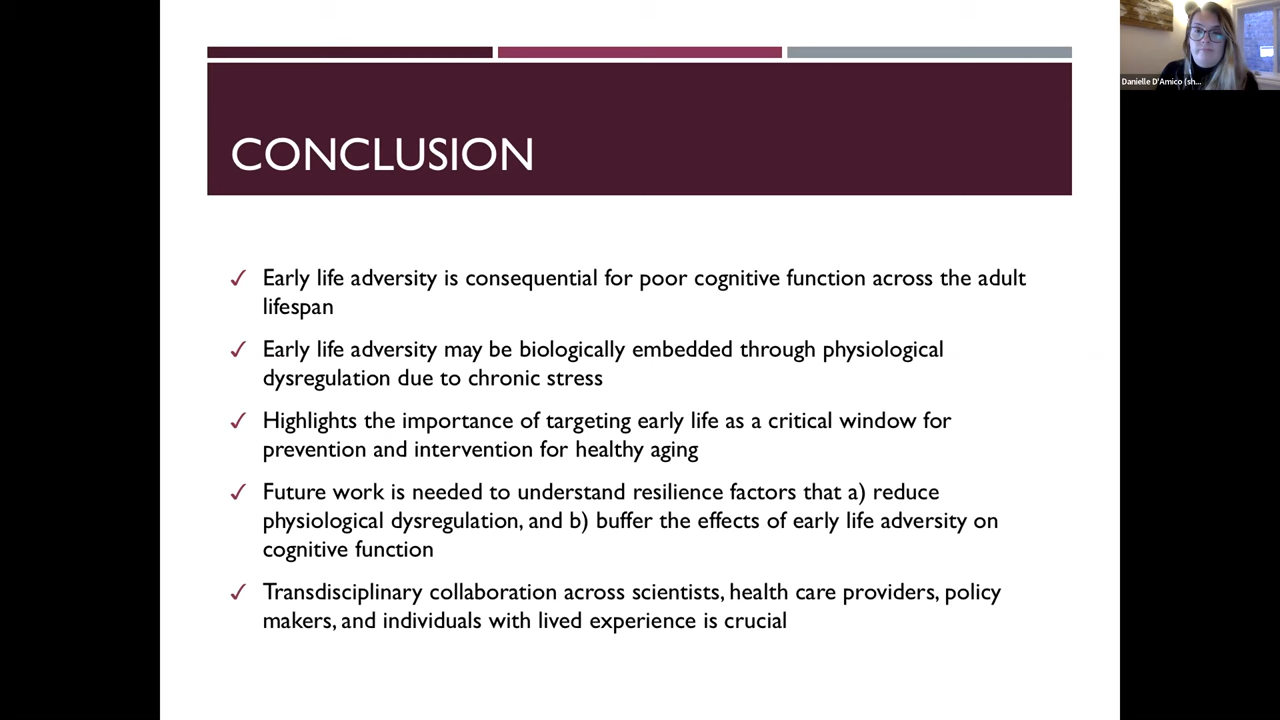 Danielle D'Amico (sh...
CONCLUSION
✓ Early life adversity is consequential for poor cognitive function across the adult
lifespan
✓ Early life adversity may be biologically embedded through physiological
dysregulation due to chronic stress
✓ Highlights the importance of targeting early life as a critical window for
prevention and intervention for healthy aging
✓ Future work is needed to understand resilience factors that a) reduce
physiological dysregulation, and b) buffer the effects of early life adversity on
cognitive function
✓ Transdisciplinary collaboration across scientists, health care providers, policy
makers, and individuals with lived experience is crucial